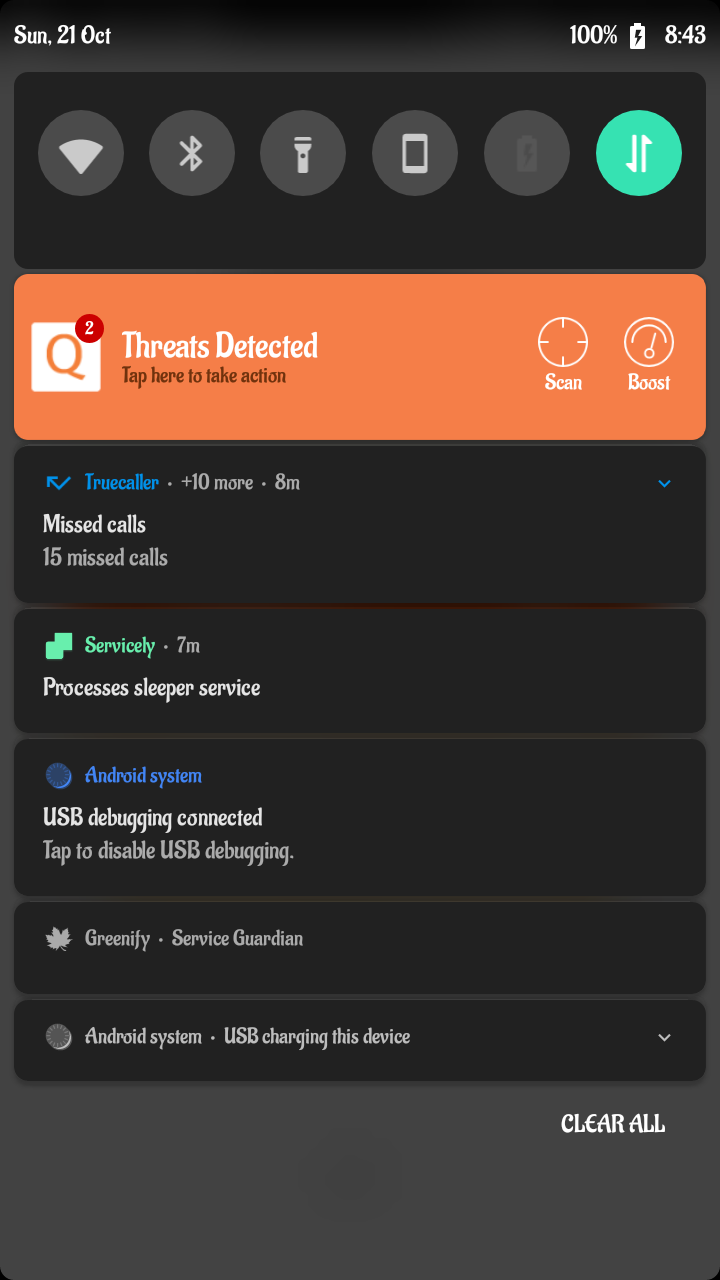 Sun, 21 Oct 100% 8:43
Q 2
Threats Detected
Tap here to take action
Scan Boost
Truecaller · +10 more · 8m
Missed calls
15 missed calls
Servicely · 7m
Processes sleeper service
Android system
USB debugging connected
Tap to disable USB debugging.
Greenify · Service Guardian
Android system · USB charging this device
CLEAR ALL